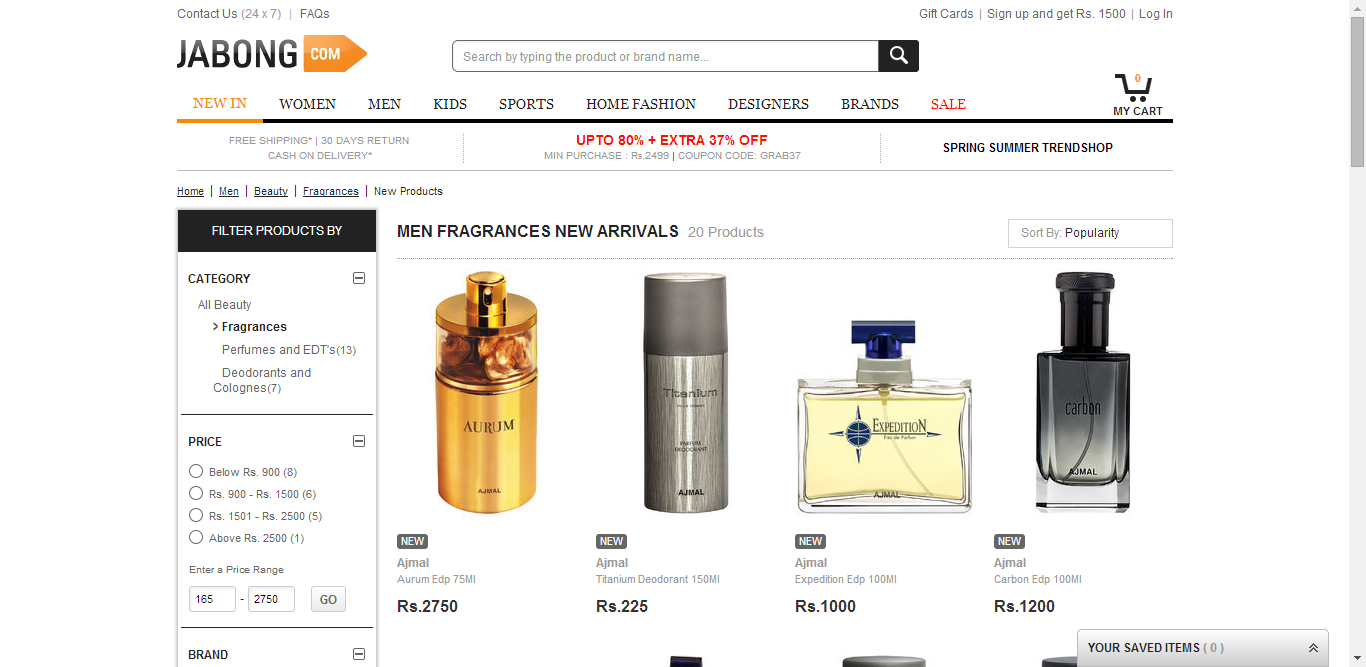 Contact Us (24 x 7) | FAQs
Gift Cards | Sign up and get Rs. 1500 | Log In
JABONG COM
Search by typing the product or brand name...
0
MY CART
NEW IN WOMEN MEN KIDS SPORTS HOME FASHION DESIGNERS BRANDS SALE
FREE SHIPPING* | 30 DAYS RETURN
CASH ON DELIVERY*
UPTO 80% + EXTRA 37% OFF
MIN PURCHASE : Rs.2499 | COUPON CODE: GRAB37
SPRING SUMMER TRENDSHOP
Home | Men | Beauty | Fragrances | New Products
FILTER PRODUCTS BY
CATEGORY
All Beauty
> Fragrances
Perfumes and EDT's(13)
Deodorants and
Colognes(7)
PRICE
Below Rs. 900 (8)
Rs. 900 - Rs. 1500 (6)
Rs. 1501 - Rs. 2500 (5)
Above Rs. 2500 (1)
Enter a Price Range
165 - 2750 GO
BRAND
MEN FRAGRANCES NEW ARRIVALS 20 Products
Sort By: Popularity
AURUM
AJMAL
Titanium
POUR HOMME
PARFUM
DEODORANT
AJMAL
EXPEDITION
Eau de Parfum
AJMAL
carbon
AJMAL
NEW
Ajmal
Aurum Edp 75Ml
Rs.2750
NEW
Ajmal
Titanium Deodorant 150Ml
Rs.225
NEW
Ajmal
Expedition Edp 100Ml
Rs.1000
NEW
Ajmal
Carbon Edp 100Ml
Rs.1200
YOUR SAVED ITEMS ( 0 )